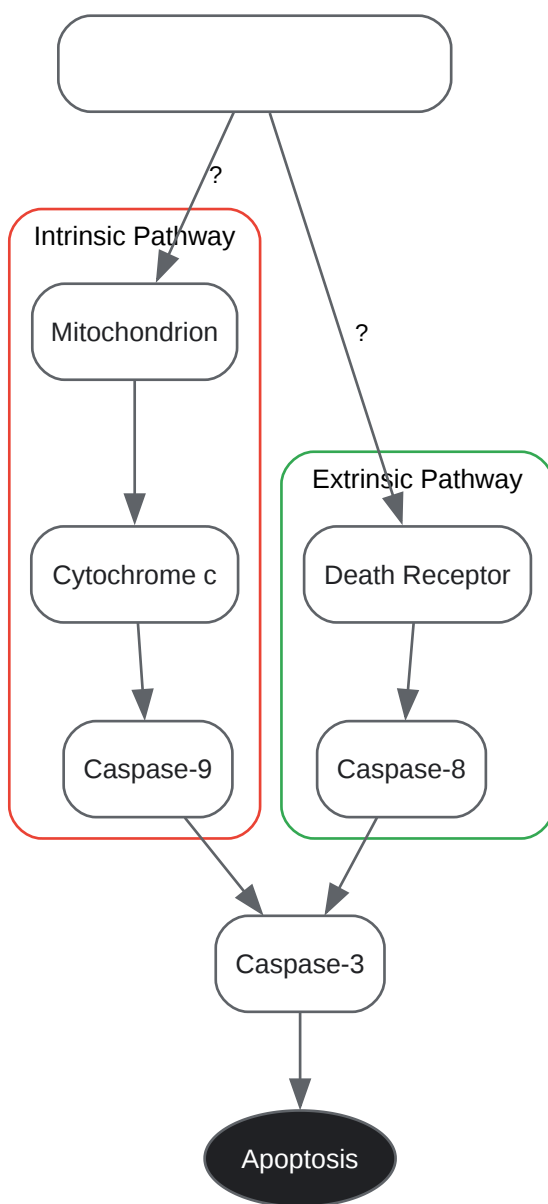 ?
Intrinsic Pathway
Mitochondrion
?
Extrinsic Pathway
Cytochrome c
Death Receptor
Caspase-9
Caspase-8
Caspase-3
Apoptosis